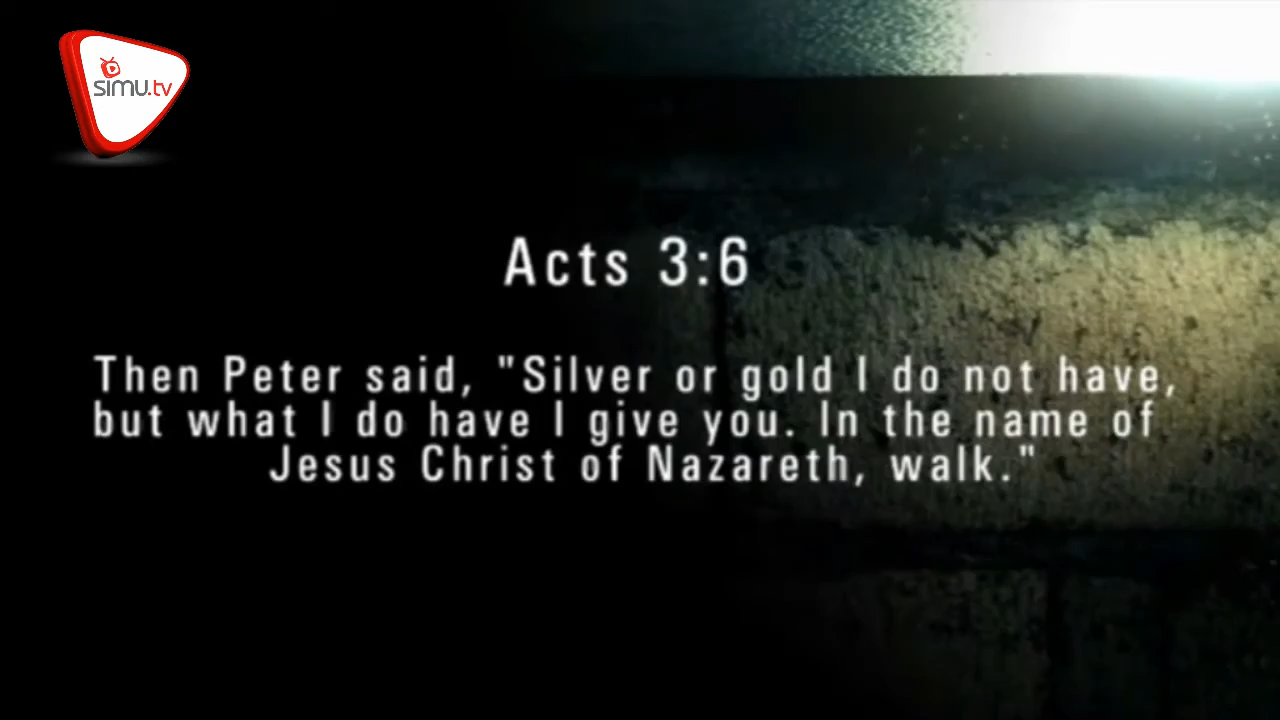 simu.tv
Acts 3:6
Then Peter said, "Silver or gold I do not have,
but what I do have I give you. In the name of
Jesus Christ of Nazareth, walk."